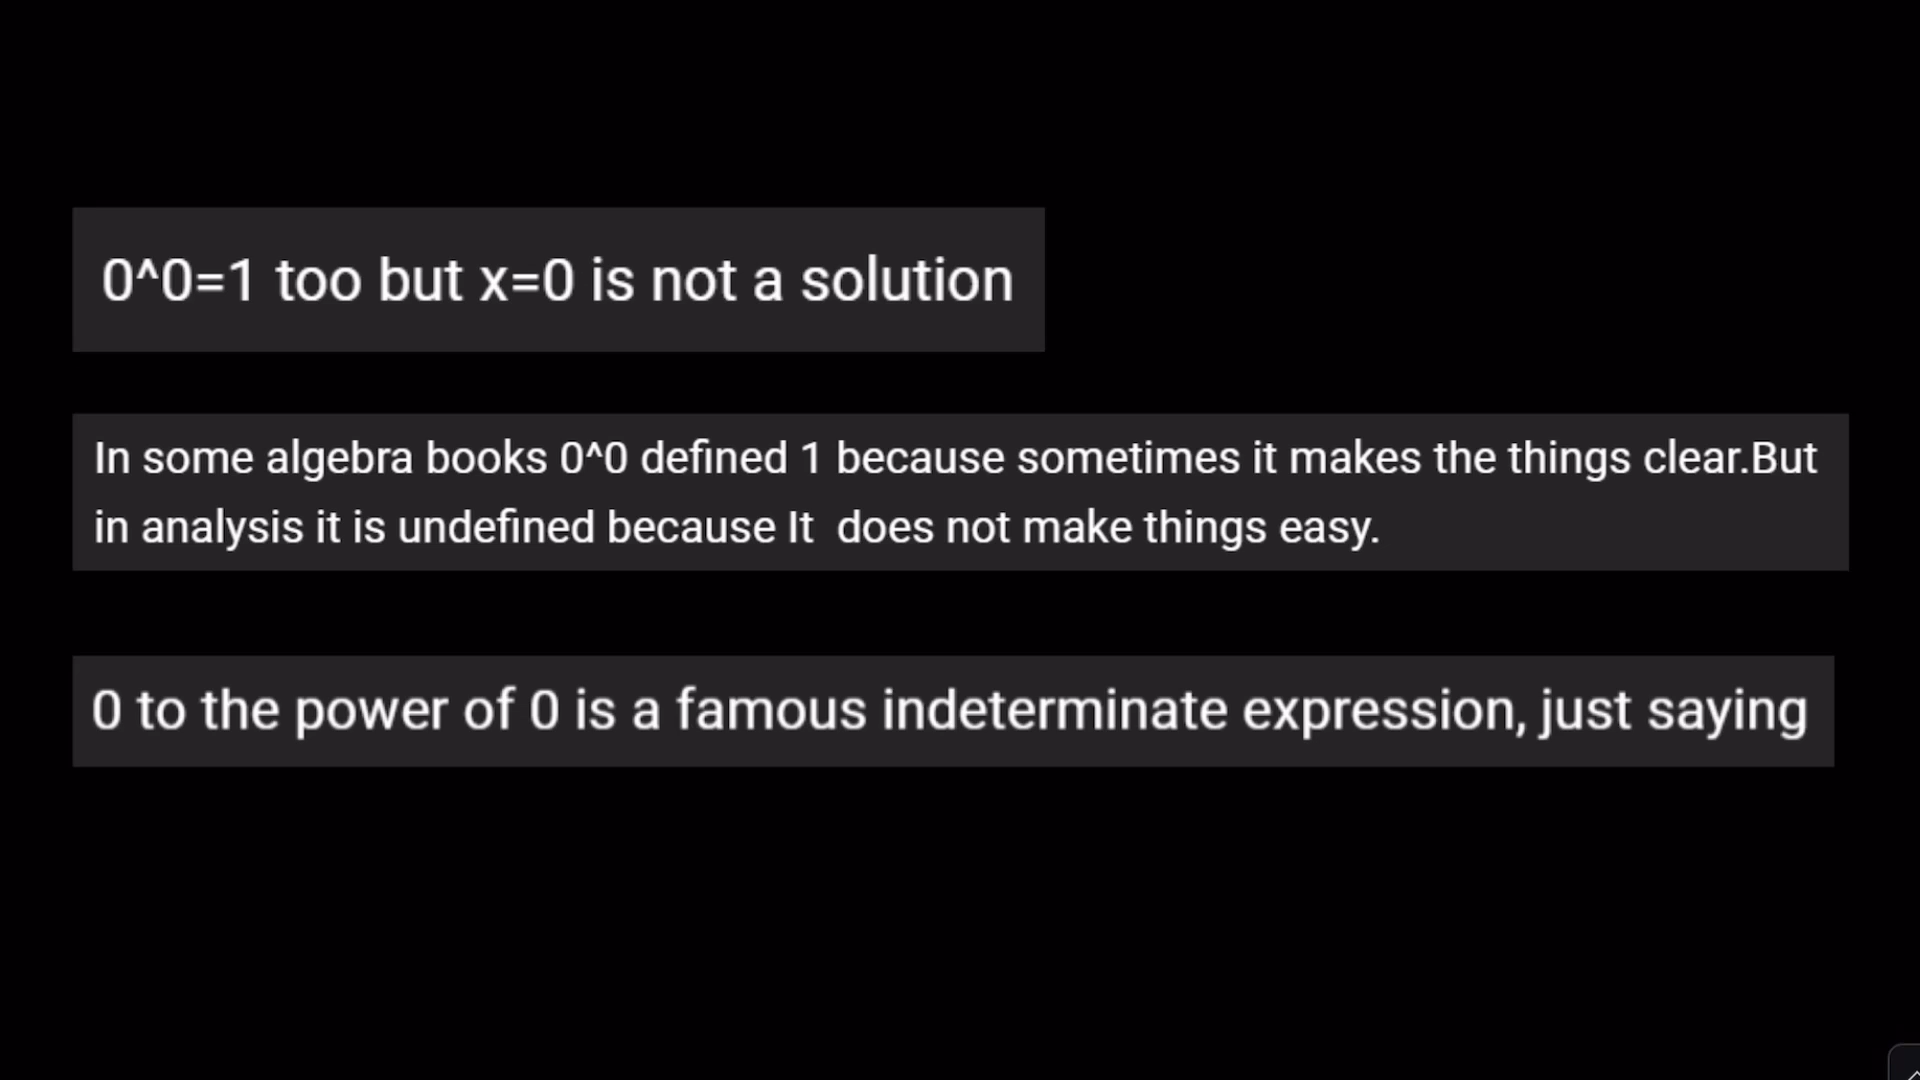 0^0=1 too but x=0 is not a solution
In some algebra books 0^0 defined 1 because sometimes it makes the things clear.But
in analysis it is undefined because It  does not make things easy.
0 to the power of 0 is a famous indeterminate expression, just saying